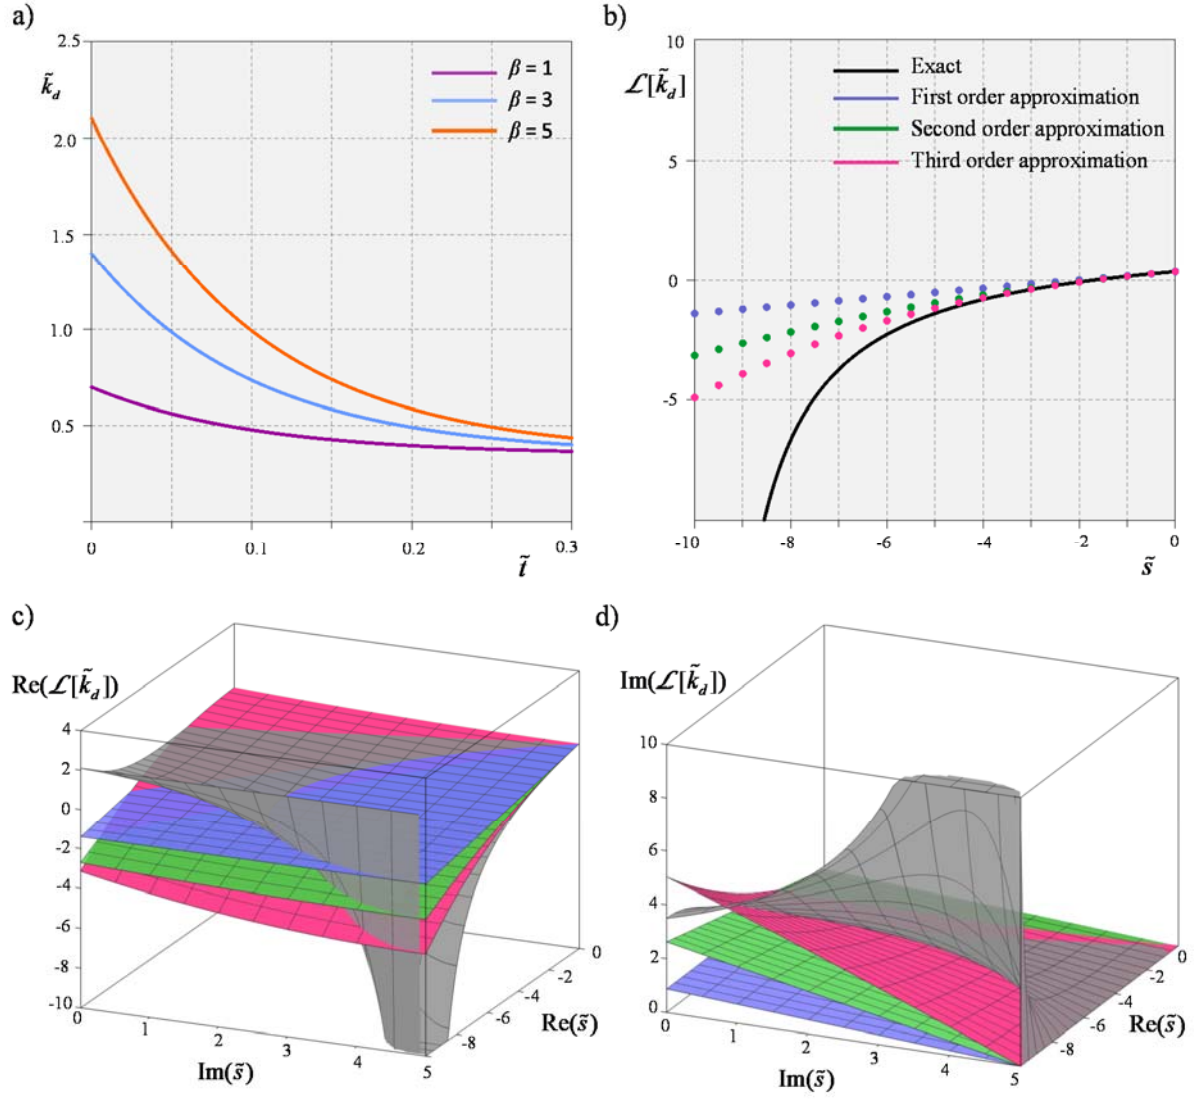 a)
2.5
k̃_d
β = 1
β = 3
β = 5
2.0
1.5
1.0
0.5
0 0.1 0.2 0.3
t̃
b)
10
ℒ[k̃_d]
Exact
First order approximation
Second order approximation
Third order approximation
5
0
-5
-10 -8 -6 -4 -2 0
s̃
c)
Re(ℒ[k̃_d])
4
2
0
-2
-4
-6
-8
-10
0 1 2 3 4 5
Im(s̃)
-8 -6 -4 -2 0
Re(s̃)
d)
Im(ℒ[k̃_d])
10
8
6
4
2
0
0 1 2 3 4 5
Im(s̃)
-8 -6 -4 -2 0
Re(s̃)